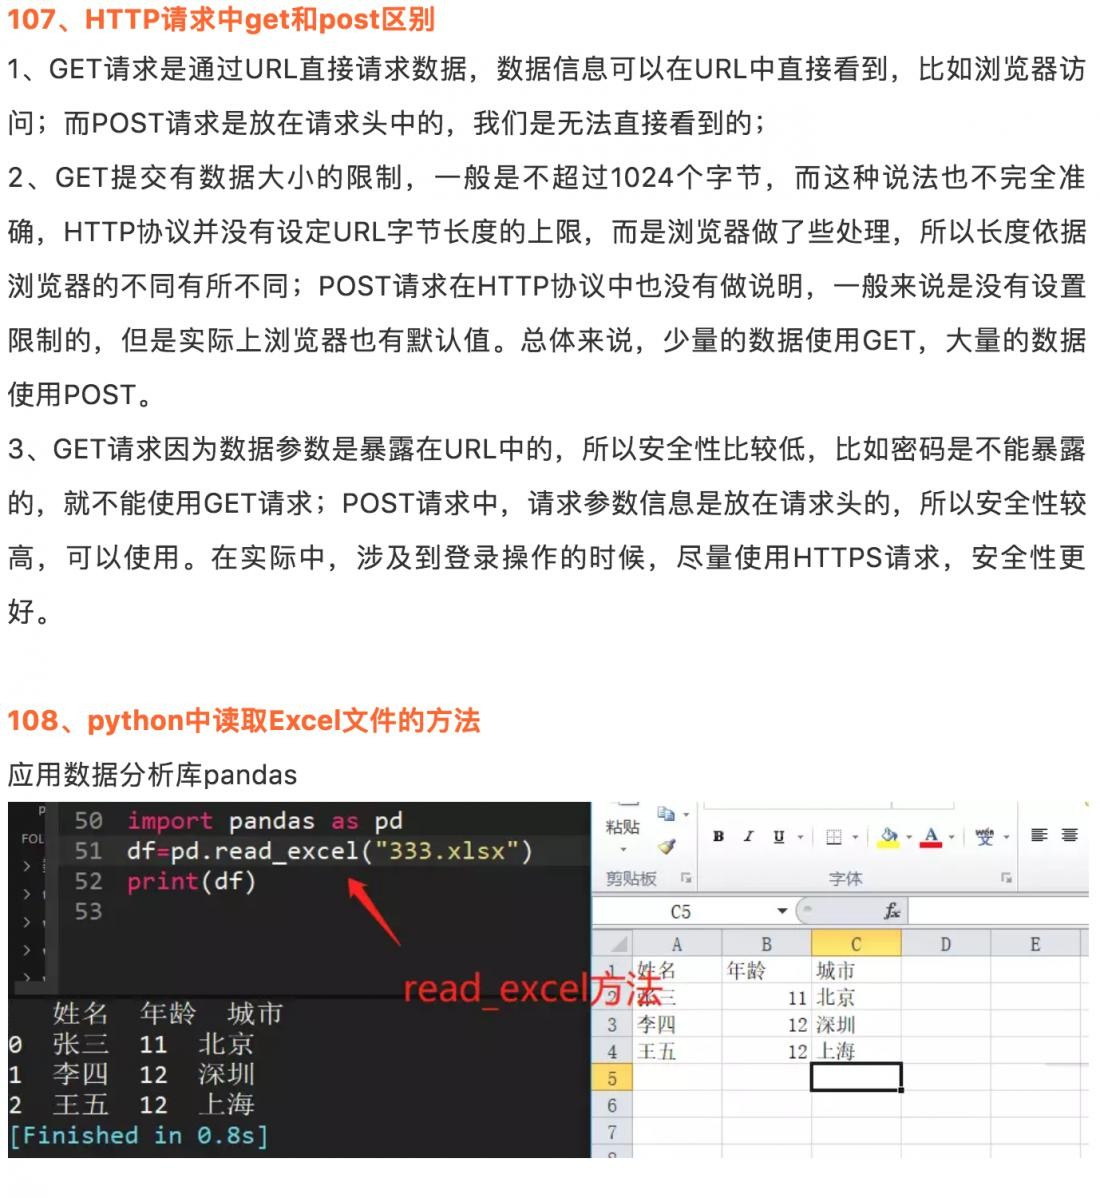 107、HTTP请求中get和post区别
1、GET请求是通过URL直接请求数据，数据信息可以在URL中直接看到，比如浏览器访
问；而POST请求是放在请求头中的，我们是无法直接看到的；
2、GET提交有数据大小的限制，一般是不超过1024个字节，而这种说法也不完全准
确，HTTP协议并没有设定URL字节长度的上限，而是浏览器做了些处理，所以长度依据
浏览器的不同有所不同；POST请求在HTTP协议中也没有做说明，一般来说是没有设置
限制的，但是实际上浏览器也有默认值。总体来说，少量的数据使用GET，大量的数据
使用POST。
3、GET请求因为数据参数是暴露在URL中的，所以安全性比较低，比如密码是不能暴露
的，就不能使用GET请求；POST请求中，请求参数信息是放在请求头的，所以安全性较
高，可以使用。在实际中，涉及到登录操作的时候，尽量使用HTTPS请求，安全性更
好。
108、python中读取Excel文件的方法
应用数据分析库pandas
FOL
50 import pandas as pd
51 df=pd.read_excel("333.xlsx")
52 print(df)
53
read_excel方法
姓名 年龄 城市
0 张三 11 北京
1 李四 12 深圳
2 王五 12 上海
[Finished in 0.8s]
粘贴
B I U A wén 文
剪贴板 字体
C5 fx
A B C D E
1 姓名 年龄 城市
2 张三 11 北京
3 李四 12 深圳
4 王五 12 上海
5
6
7